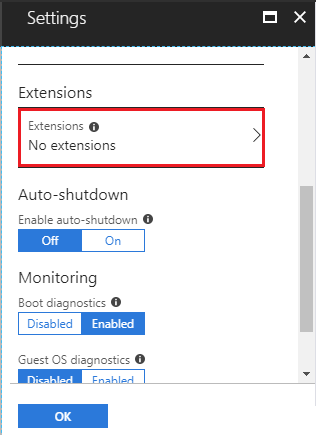 Settings
Extensions
Extensions
No extensions
Auto-shutdown
Enable auto-shutdown
Off On
Monitoring
Boot diagnostics
Disabled Enabled
Guest OS diagnostics
Disabled Enabled
OK